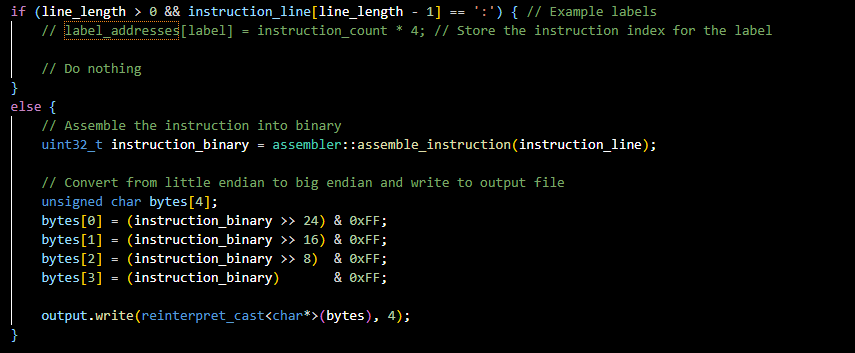 if (line_length > 0 && instruction_line[line_length - 1] == ':') { // Example labels
    // label_addresses[label] = instruction_count * 4; // Store the instruction index for the label

    // Do nothing
}
else {
    // Assemble the instruction into binary
    uint32_t instruction_binary = assembler::assemble_instruction(instruction_line);

    // Convert from little endian to big endian and write to output file
    unsigned char bytes[4];
    bytes[0] = (instruction_binary >> 24) & 0xFF;
    bytes[1] = (instruction_binary >> 16) & 0xFF;
    bytes[2] = (instruction_binary >> 8)  & 0xFF;
    bytes[3] = (instruction_binary)       & 0xFF;

    output.write(reinterpret_cast<char*>(bytes), 4);
}